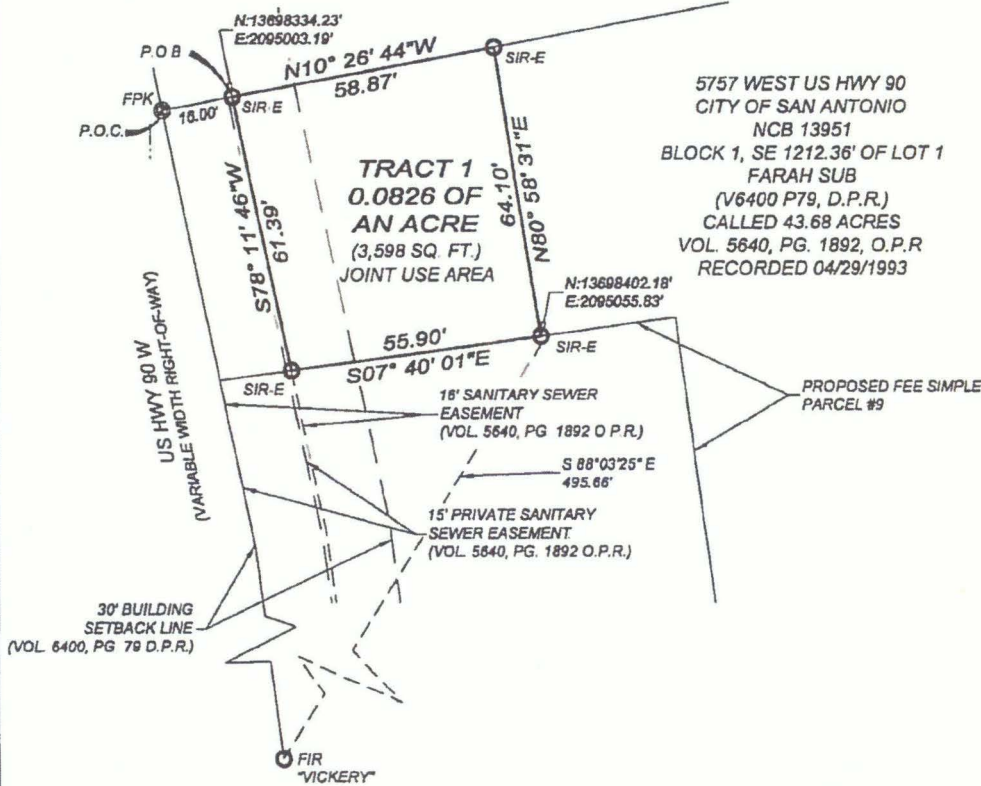 N:13698334.23'
E:2095003.19'
P.O.B
N10° 26' 44"W
58.87'
SIR-E
FPK
16.00'
SIR-E
P.O.C.
5757 WEST US HWY 90
CITY OF SAN ANTONIO
NCB 13951
BLOCK 1, SE 1212.36' OF LOT 1
FARAH SUB
(V6400 P79, D.P.R.)
CALLED 43.68 ACRES
VOL. 5640, PG. 1892, O.P.R
RECORDED 04/29/1993
TRACT 1
0.0826 OF
AN ACRE
(3,598 SQ. FT.)
JOINT USE AREA
S78° 11' 46"W
61.39'
64.10'
N80° 58' 31"E
N:13698402.18'
E:2095055.83'
55.90'
S07° 40' 01"E
SIR-E
SIR-E
US HWY 90 W
(VARIABLE WIDTH RIGHT-OF-WAY)
16' SANITARY SEWER
EASEMENT
(VOL. 5640, PG 1892 O.P.R.)
PROPOSED FEE SIMPLE
PARCEL #9
S 88°03'25" E
495.66'
15' PRIVATE SANITARY
SEWER EASEMENT
(VOL. 5640, PG. 1892 O.P.R.)
30' BUILDING
SETBACK LINE
(VOL. 6400, PG 79 D.P.R.)
FIR
"VICKERY"